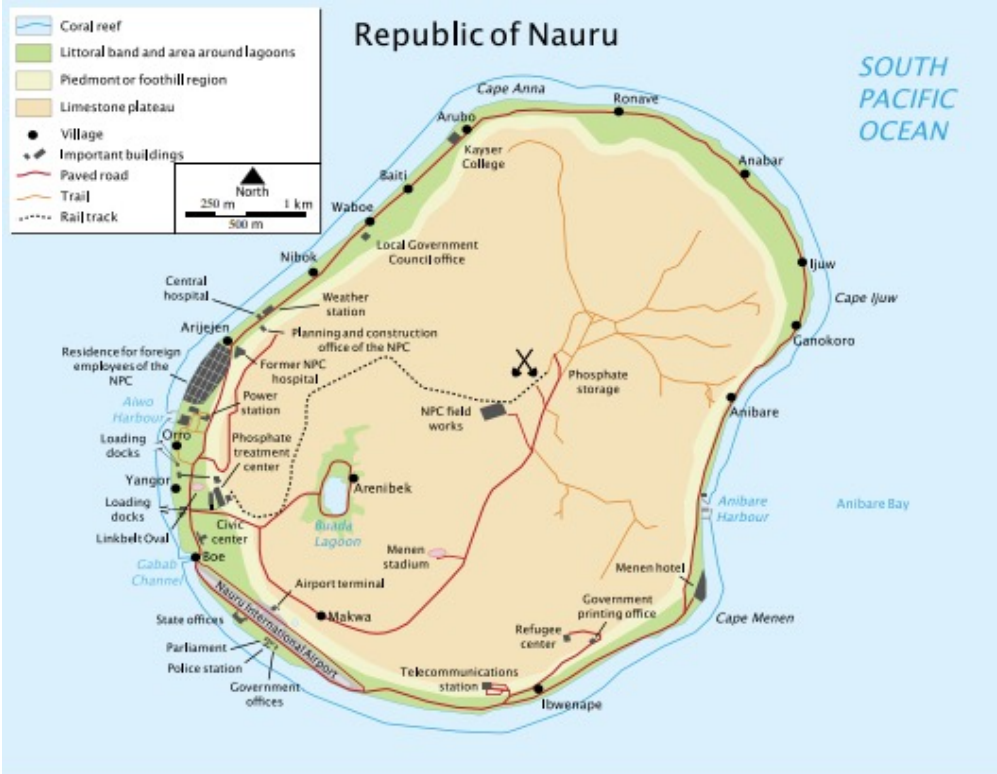 Republic of Nauru
Coral reef
Littoral band and area around lagoons
Piedmont or foothill region
Limestone plateau
Village
Important buildings
Paved road
Trail
Rail track
North
250 m 1 km
500 m
SOUTH
PACIFIC
OCEAN
Cape Anna
Ronave
Arubo
Kayser
College
Anabar
Baiti
Waboe
Local Government
Council office
Nibok
Ijuw
Cape Ijuw
Central
hospital
Weather
station
Arijejen
Planning and construction
office of the NPC
Ganokoro
Residence for foreign
employees of the
NPC
Former NPC
hospital
Phosphate
storage
Aiwo
Harbour
Power
station
NPC field
works
Anibare
Orro
Loading
docks
Phosphate
treatment
center
Yangor
Arenibek
Loading
docks
Anibare
Harbour
Anibare Bay
Linkbelt Oval
Civic
center
Buada
Lagoon
Boe
Menen
stadium
Gabab
Channel
Menen hotel
Airport terminal
Nauru International Airport
Government
printing office
Makwa
State offices
Cape Menen
Refugee
center
Parliament
Police station
Telecommunications
station
Government
offices
Ibwenape